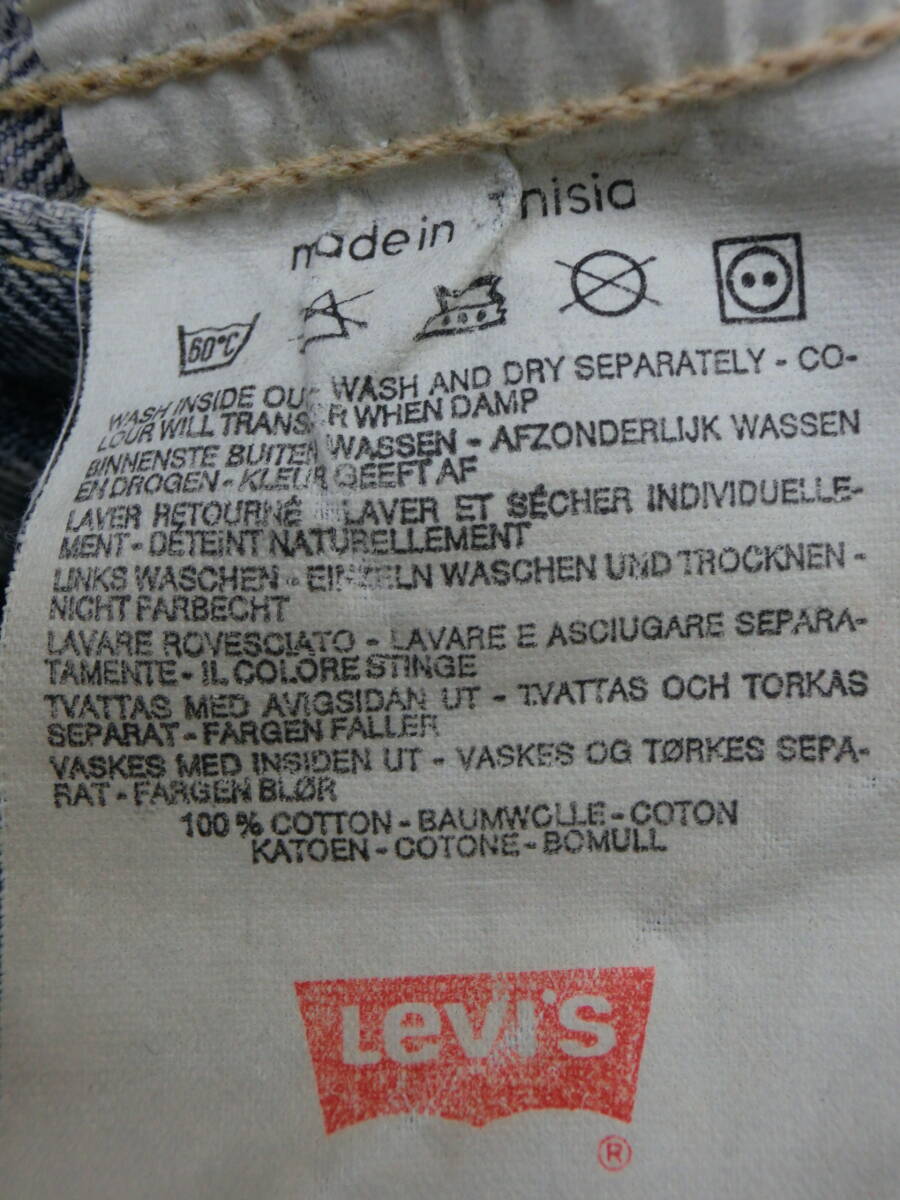 made in Tunisia
60°C
WASH INSIDE OUT WASH AND DRY SEPARATELY - CO-
LOUR WILL TRANSFER WHEN DAMP
BINNENSTE BUITEN WASSEN - AFZONDERLIJK WASSEN
EN DROGEN - KLEUR GEEFT AF
LAVER RETOURNÉ - LAVER ET SÉCHER INDIVIDUELLE-
MENT - DÉTEINT NATURELLEMENT
LINKS WASCHEN - EINZELN WASCHEN UND TROCKNEN -
NICHT FARBECHT
LAVARE ROVESCIATO - LAVARE E ASCIUGARE SEPARA-
TAMENTE - IL COLORE STINGE
TVATTAS MED AVIGSIDAN UT - TVATTAS OCH TORKAS
SEPARAT - FARGEN FALLER
VASKES MED INSIDEN UT - VASKES OG TØRKES SEPA-
RAT - FARGEN BLØR
100 % COTTON - BAUMWOLLE - COTON
KATOEN - COTONE - BOMULL
Levi's
®